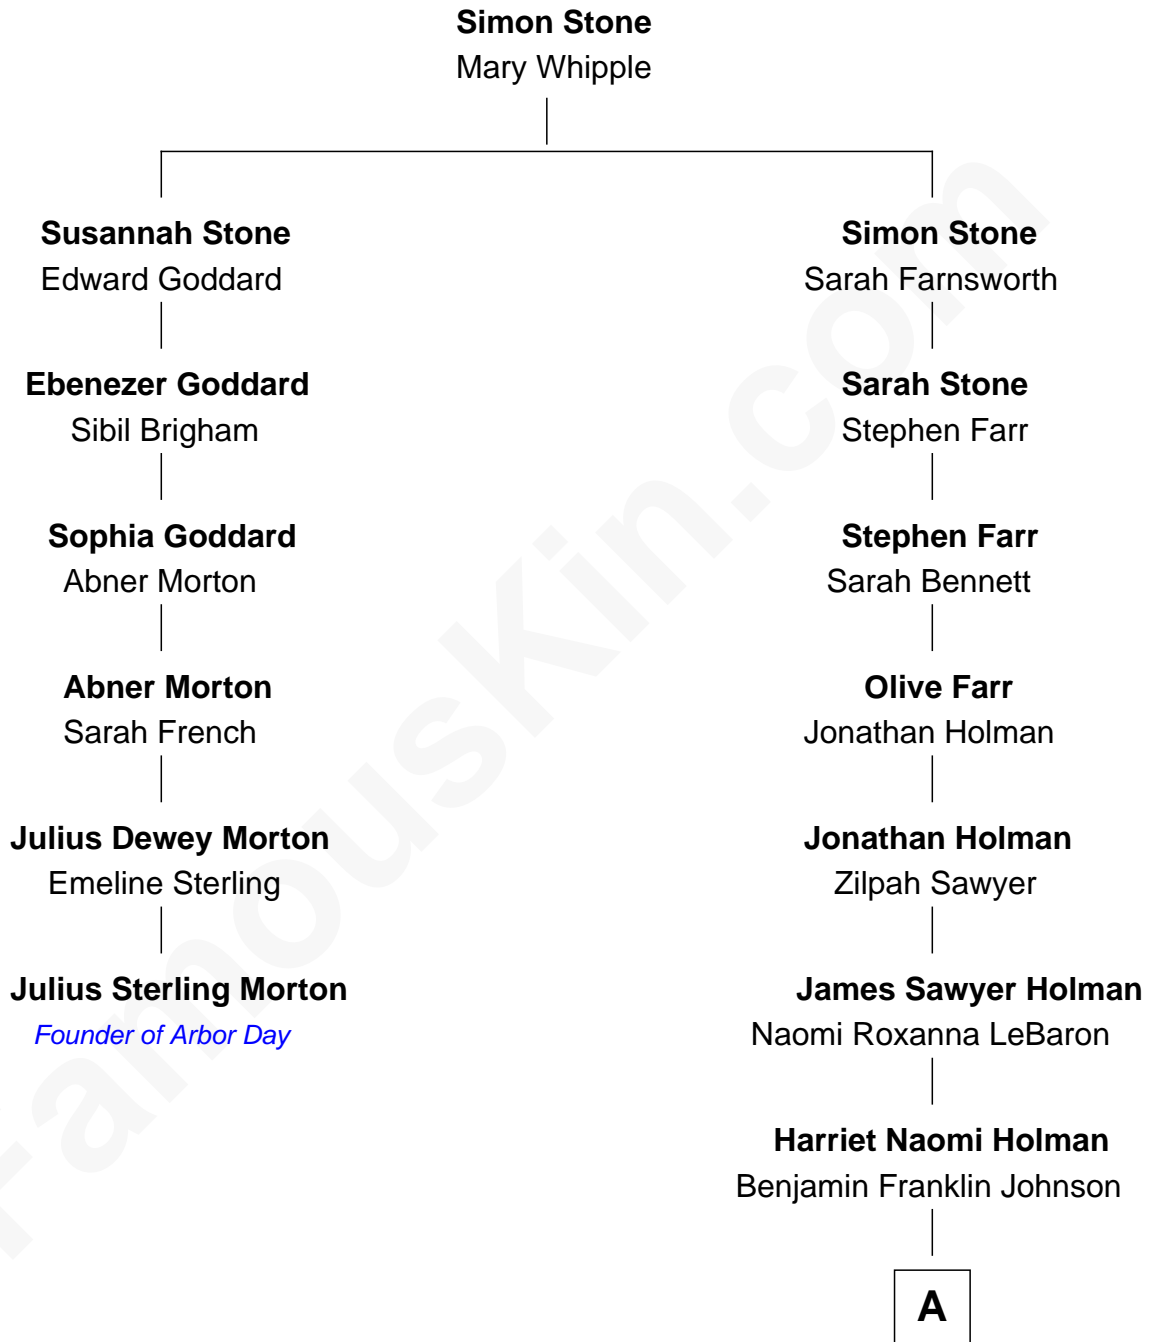 Simon Stone
Mary Whipple
Susannah Stone
Edward Goddard
Simon Stone
Sarah Farnsworth
Ebenezer Goddard
Sibil Brigham
Sarah Stone
Stephen Farr
Sophia Goddard
Abner Morton
Stephen Farr
Sarah Bennett
Abner Morton
Sarah French
Olive Farr
Jonathan Holman
Julius Dewey Morton
Emeline Sterling
Jonathan Holman
Zilpah Sawyer
Julius Sterling Morton
Founder of Arbor Day
James Sawyer Holman
Naomi Roxanna LeBaron
Harriet Naomi Holman
Benjamin Franklin Johnson
A
FamousKin.com